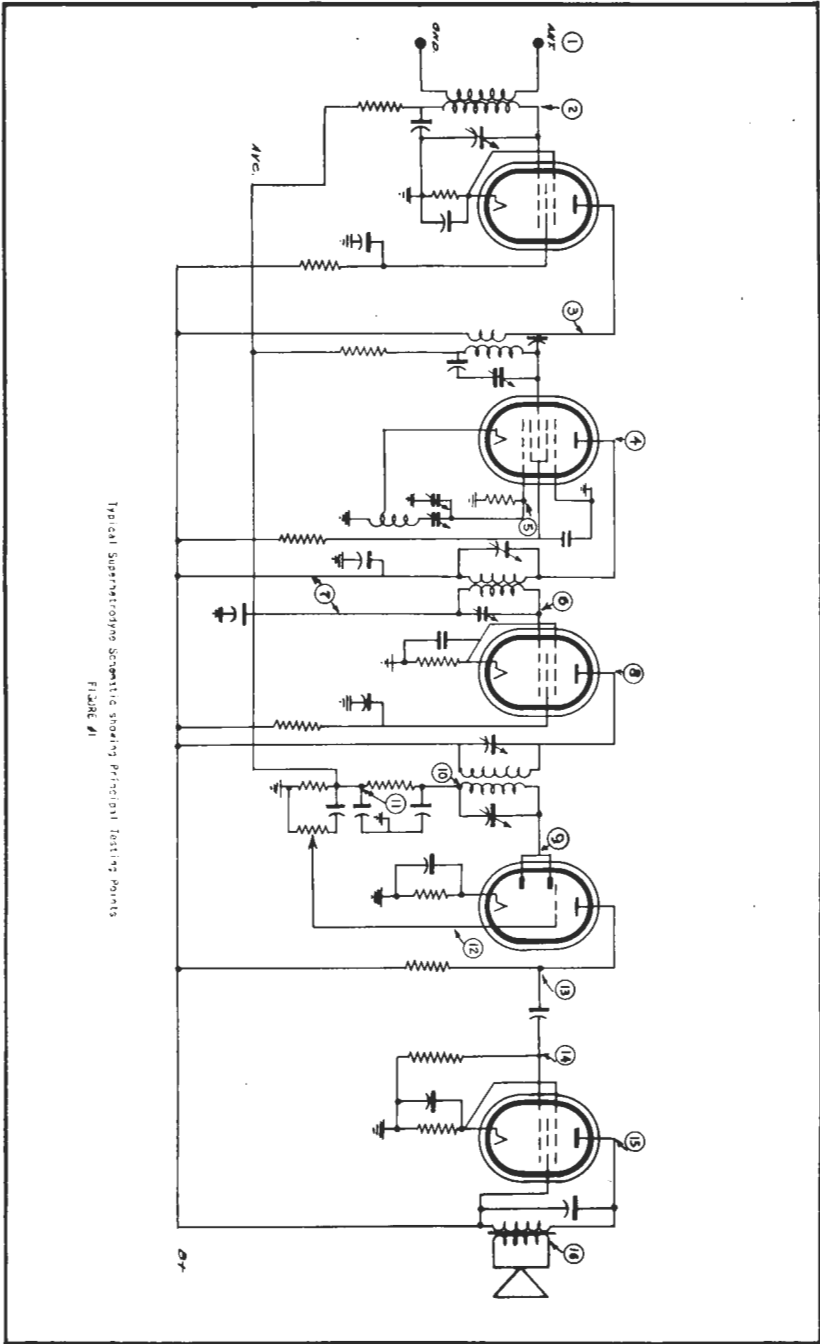 1
ANT.
GND.
2
AVC.
3
4
5
6
7
8
9
10
11
12
13
14
15
16
B+
Typical Superhetrodyne Schematic showing Principal Testing Points
FIGURE #1